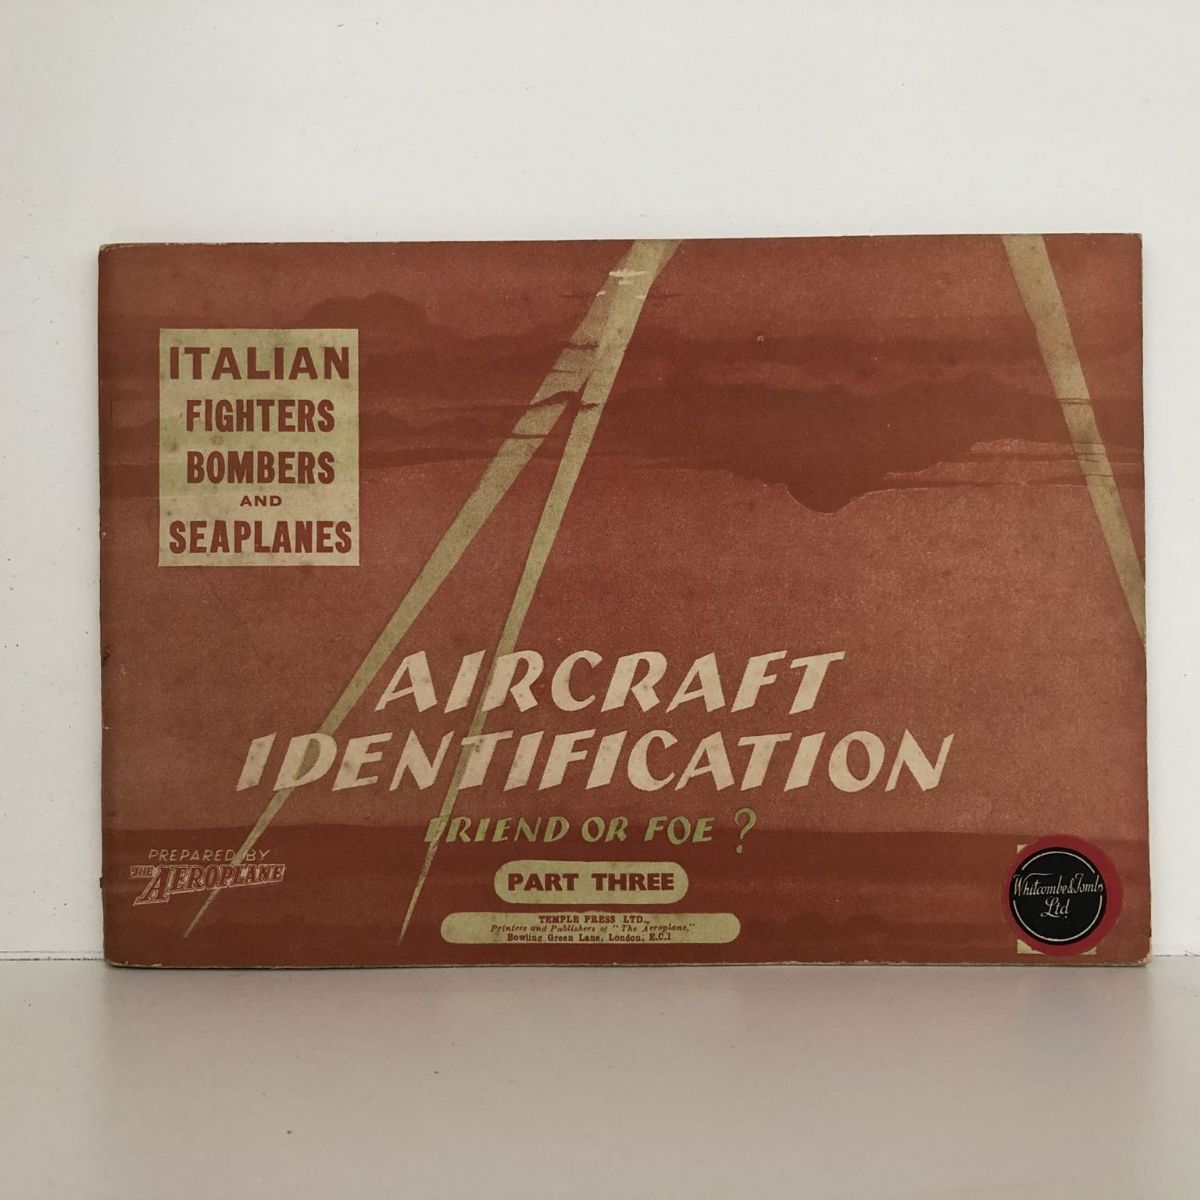 ITALIAN
FIGHTERS
BOMBERS
AND
SEAPLANES
AIRCRAFT
IDENTIFICATION
FRIEND OR FOE ?
PREPARED BY
THE AEROPLANE
PART THREE
TEMPLE PRESS LTD.,
Printers and Publishers of "The Aeroplane,"
Bowling Green Lane, London, E.C.1
Whitcombe & Tombs
Ltd